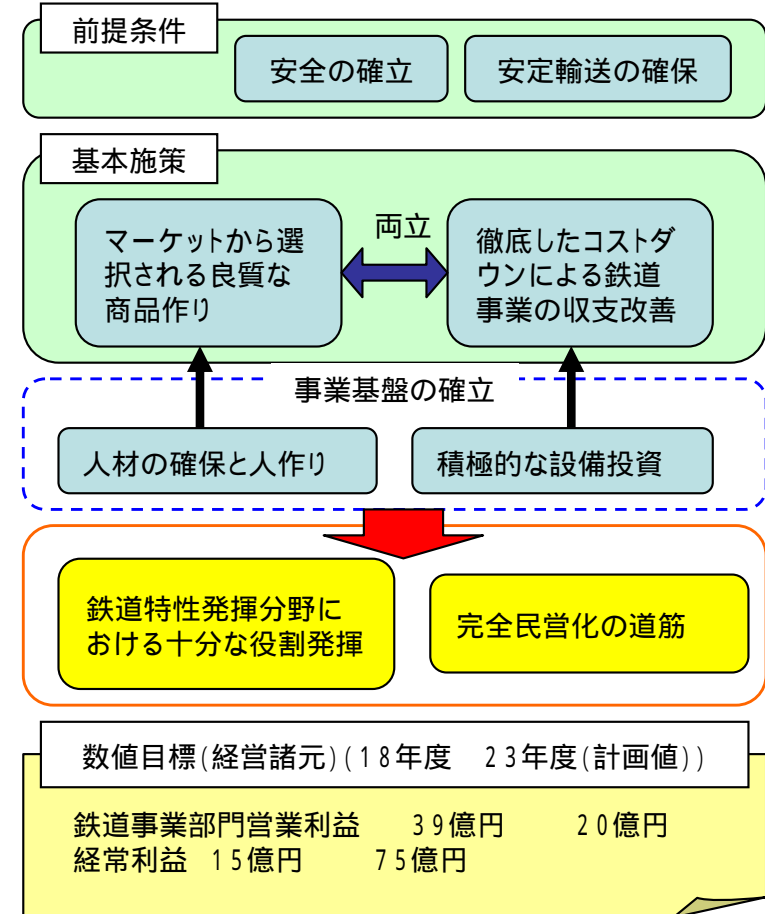 前提条件
安全の確立
安定輸送の確保
基本施策
マーケットから選
択される良質な
商品作り
両立
徹底したコストダ
ウンによる鉄道
事業の収支改善
事業基盤の確立
人材の確保と人作り
積極的な設備投資
鉄道特性発揮分野に
おける十分な役割発揮
完全民営化の道筋
数値目標(経営諸元)(18年度　23年度(計画値))
鉄道事業部門営業利益　39億円　20億円
経常利益　15億円　75億円